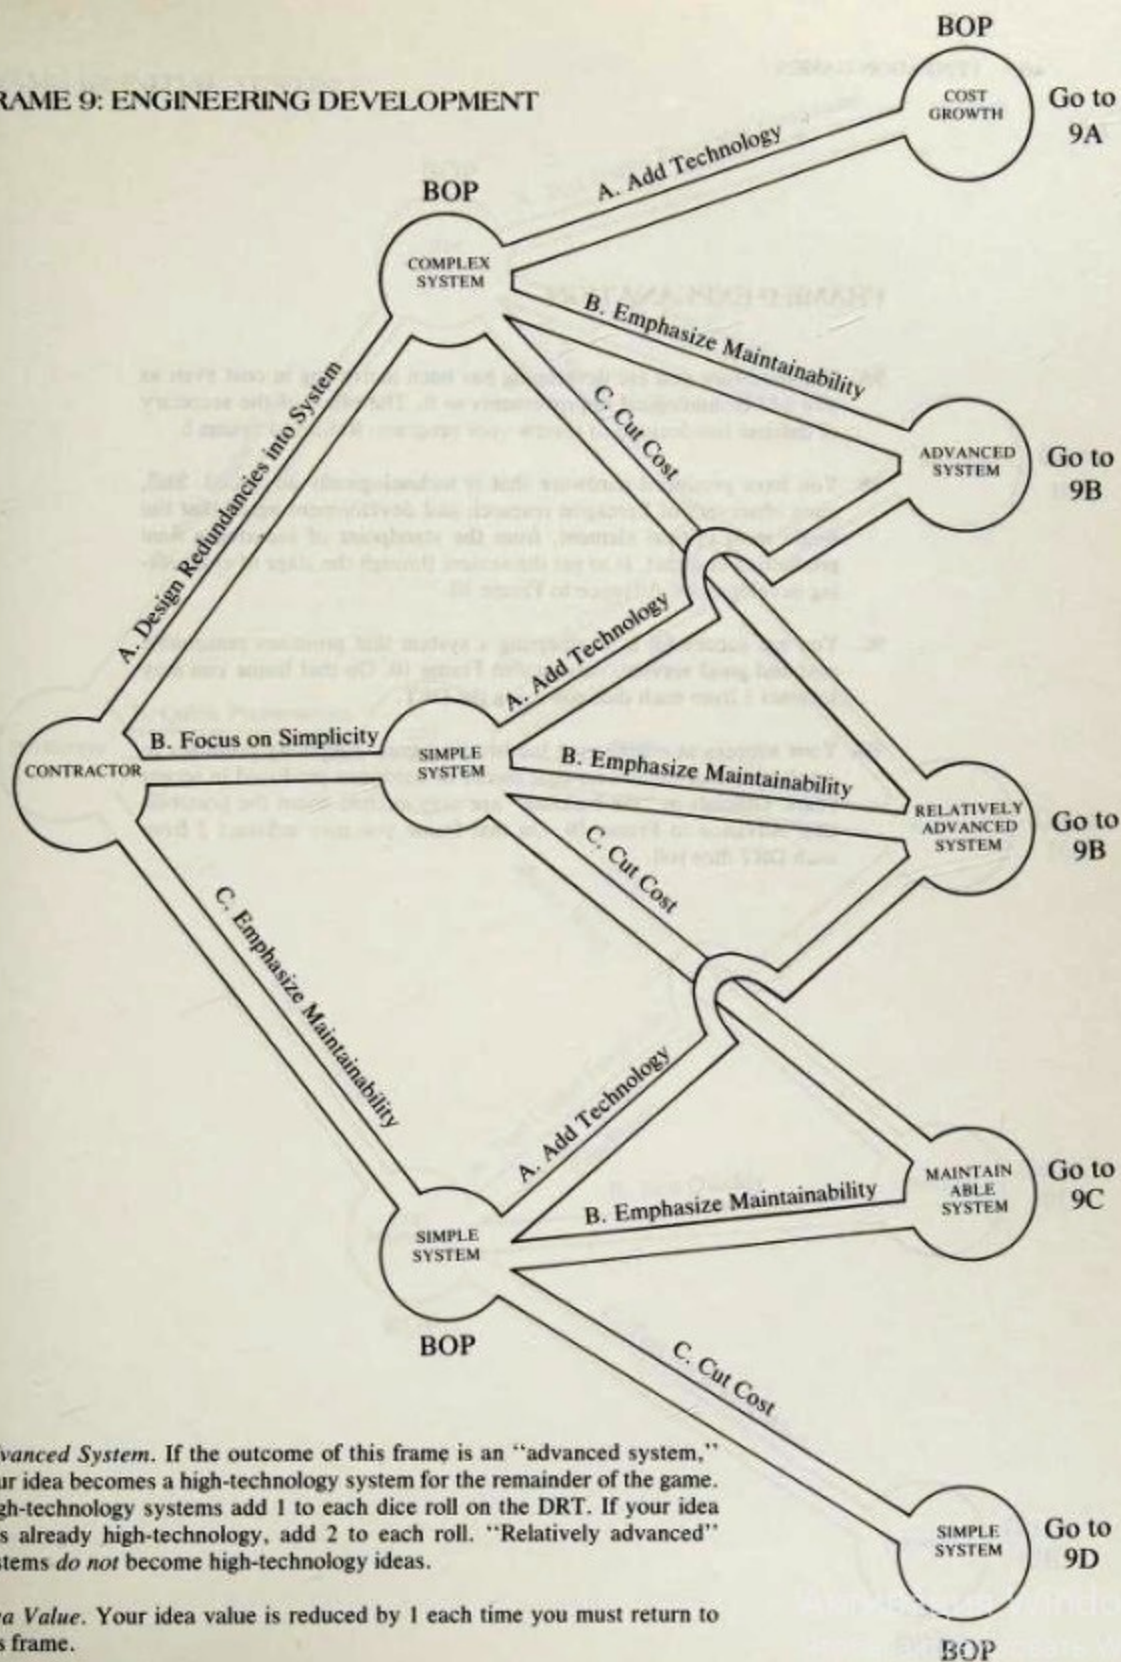 BOP
RAME 9: ENGINEERING DEVELOPMENT
COST
GROWTH
Go to
9A
A. Add Technology
BOP
COMPLEX
SYSTEM
B. Emphasize Maintainability
C. Cut Cost
ADVANCED
SYSTEM
Go to
9B
A. Design Redundancies into System
A. Add Technology
B. Focus on Simplicity
CONTRACTOR
SIMPLE
SYSTEM
B. Emphasize Maintainability
RELATIVELY
ADVANCED
SYSTEM
Go to
9B
C. Cut Cost
C. Emphasize Maintainability
A. Add Technology
B. Emphasize Maintainability
MAINTAIN
ABLE
SYSTEM
Go to
9C
SIMPLE
SYSTEM
BOP
C. Cut Cost
SIMPLE
SYSTEM
Go to
9D
BOP
vanced System. If the outcome of this frame is an "advanced system,"
ur idea becomes a high-technology system for the remainder of the game.
gh-technology systems add 1 to each dice roll on the DRT. If your idea
s already high-technology, add 2 to each roll. "Relatively advanced"
stems do not become high-technology ideas.
a Value. Your idea value is reduced by 1 each time you must return to
s frame.